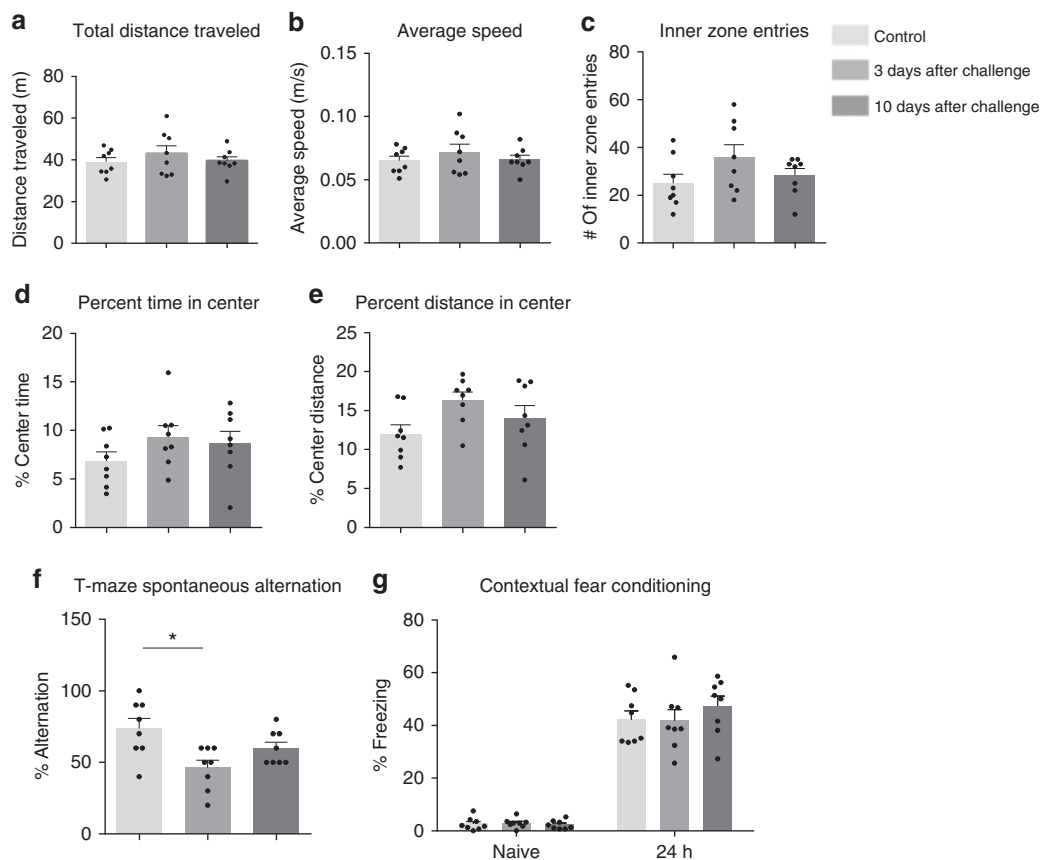 a Total distance traveled
Distance traveled (m)
80
60
40
20
0
b Average speed
Average speed (m/s)
0.15
0.10
0.05
0.00
c Inner zone entries
# Of inner zone entries
80
60
40
20
0
Control
3 days after challenge
10 days after challenge
d Percent time in center
% Center time
20
15
10
5
0
e Percent distance in center
% Center distance
25
20
15
10
5
0
f T-maze spontaneous alternation
% Alternation
150
100
50
0
*
g Contextual fear conditioning
% Freezing
80
60
40
20
0
Naive 24 h